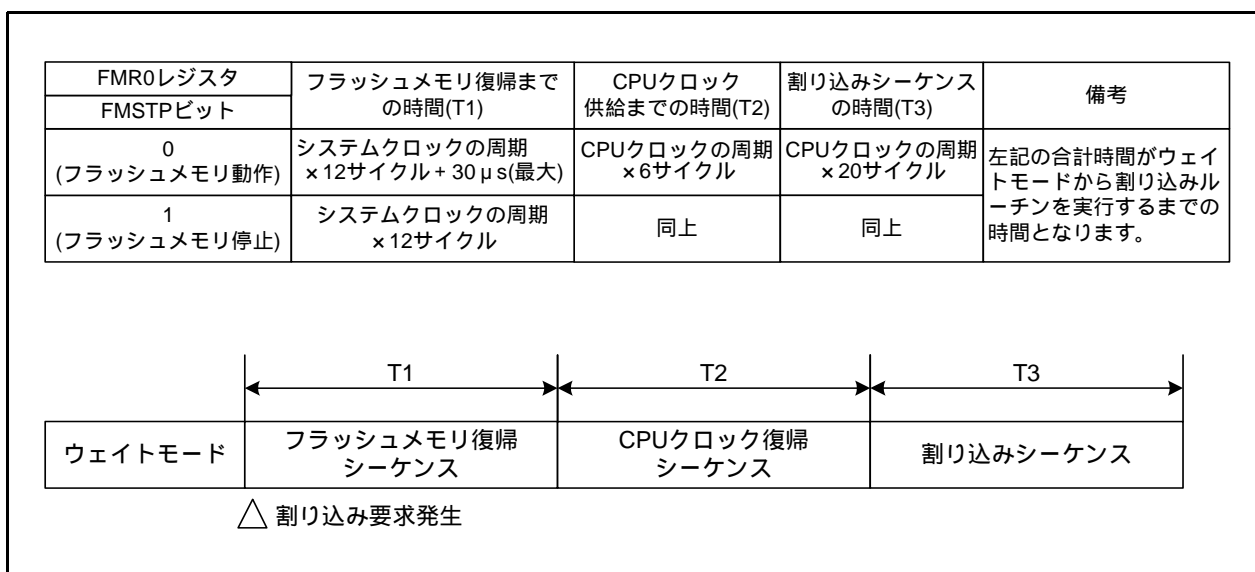 FMR0レジスタ
FMSTPビット
フラッシュメモリ復帰まで
の時間(T1)
CPUクロック
供給までの時間(T2)
割り込みシーケンス
の時間(T3)
備考
0
(フラッシュメモリ動作)
システムクロックの周期
×12サイクル + 30μs(最大)
CPUクロックの周期
×6サイクル
CPUクロックの周期
×20サイクル
左記の合計時間がウェイ
トモードから割り込みル
ーチンを実行するまでの
時間となります。
1
(フラッシュメモリ停止)
システムクロックの周期
×12サイクル
同上
同上
T1
T2
T3
ウェイトモード
フラッシュメモリ復帰
シーケンス
CPUクロック復帰
シーケンス
割り込みシーケンス
△ 割り込み要求発生